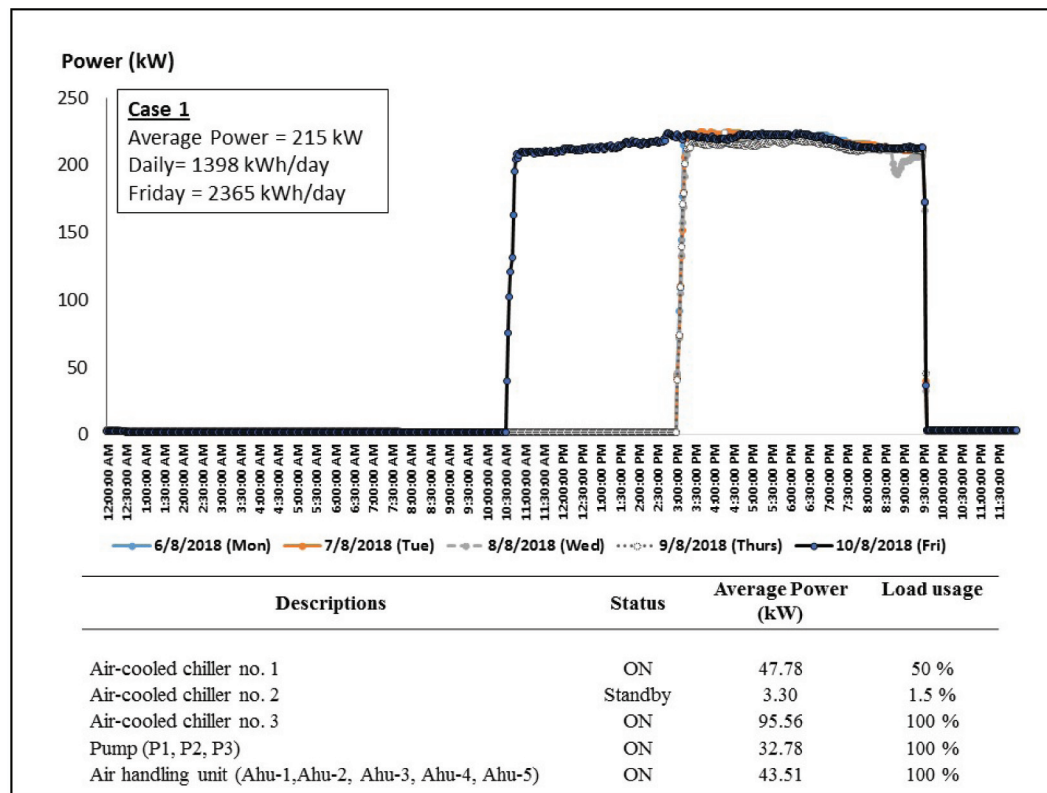 Power (kW)
Case 1
Average Power = 215 kW
Daily= 1398 kWh/day
Friday = 2365 kWh/day
250
200
150
100
50
0
12:00:00 AM
12:30:00 AM
1:00:00 AM
1:30:00 AM
2:00:00 AM
2:30:00 AM
3:00:00 AM
3:30:00 AM
4:00:00 AM
4:30:00 AM
5:00:00 AM
5:30:00 AM
6:00:00 AM
6:30:00 AM
7:00:00 AM
7:30:00 AM
8:00:00 AM
8:30:00 AM
9:00:00 AM
9:30:00 AM
10:00:00 AM
10:30:00 AM
11:00:00 AM
11:30:00 AM
12:00:00 PM
12:30:00 PM
1:00:00 PM
1:30:00 PM
2:00:00 PM
2:30:00 PM
3:00:00 PM
3:30:00 PM
4:00:00 PM
4:30:00 PM
5:00:00 PM
5:30:00 PM
6:00:00 PM
6:30:00 PM
7:00:00 PM
7:30:00 PM
8:00:00 PM
8:30:00 PM
9:00:00 PM
9:30:00 PM
10:00:00 PM
10:30:00 PM
11:00:00 PM
11:30:00 PM
6/8/2018 (Mon) 7/8/2018 (Tue) 8/8/2018 (Wed) 9/8/2018 (Thurs) 10/8/2018 (Fri)
Descriptions Status Average Power (kW) Load usage
Air-cooled chiller no. 1 ON 47.78 50 %
Air-cooled chiller no. 2 Standby 3.30 1.5 %
Air-cooled chiller no. 3 ON 95.56 100 %
Pump (P1, P2, P3) ON 32.78 100 %
Air handling unit (Ahu-1,Ahu-2, Ahu-3, Ahu-4, Ahu-5) ON 43.51 100 %